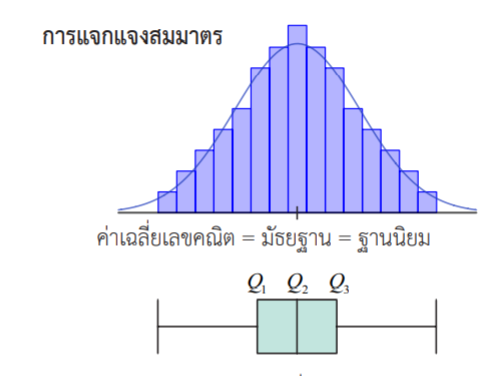 การแจกแจงสมมาตร
ค่าเฉลี่ยเลขคณิต = มัธยฐาน = ฐานนิยม
Q₁ Q₂ Q₃